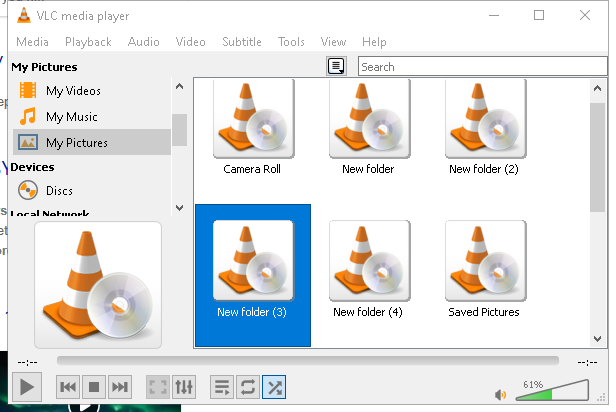 VLC media player
Media Playback Audio Video Subtitle Tools View Help
My Pictures
Search
My Videos
My Music
My Pictures
Devices
Discs
Local Network
Camera Roll
New folder
New folder (2)
New folder (3)
New folder (4)
Saved Pictures
--:--
--:--
61%